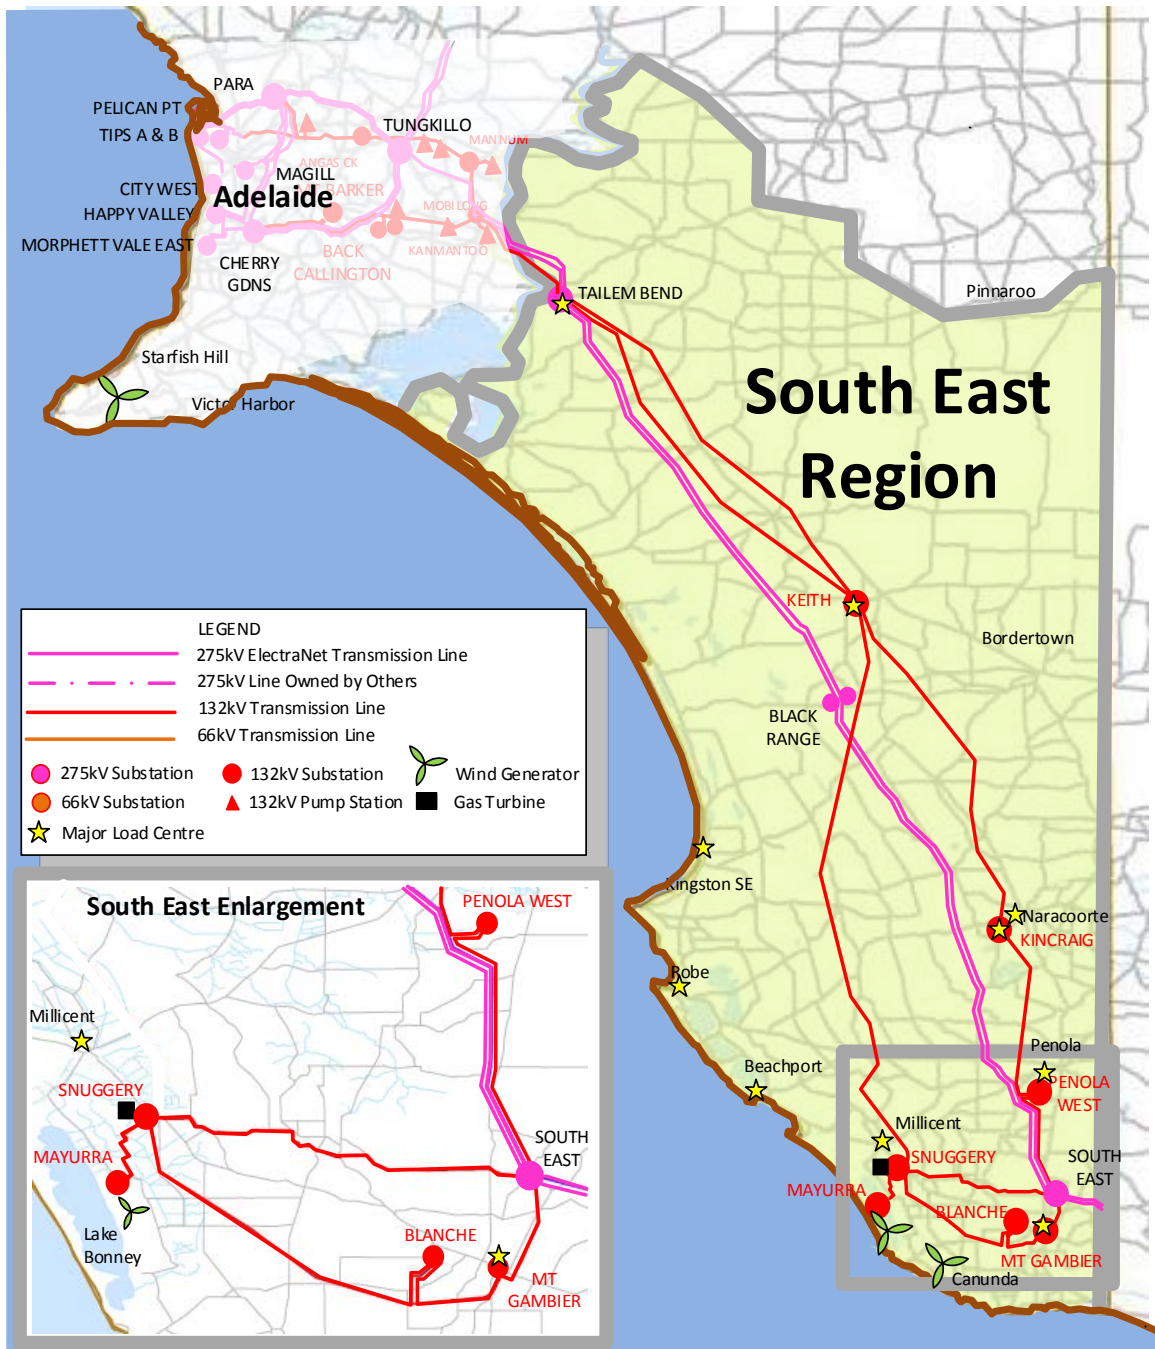 PARA
PELICAN PT
TIPS A & B
TUNGKILLO
MANNUM
ANGAS CK
MAGILL
CITY WEST
MT BARKER
Adelaide
HAPPY VALLEY
MOBILONG
MORPHETT VALE EAST
BACK
CALLINGTON
KANMANTOO
CHERRY
GDNS
TAILEM BEND
Pinnaroo
Starfish Hill
Victor Harbor
South East
Region
KEITH
Bordertown
BLACK
RANGE
LEGEND
275kV ElectraNet Transmission Line
275kV Line Owned by Others
132kV Transmission Line
66kV Transmission Line
275kV Substation
132kV Substation
Wind Generator
66kV Substation
132kV Pump Station
Gas Turbine
Major Load Centre
Kingston SE
Naracoorte
KINCRAIG
Robe
Beachport
Penola
PENOLA
WEST
Millicent
SNUGGERY
SOUTH
EAST
MAYURRA
BLANCHE
MT GAMBIER
Canunda
South East Enlargement
PENOLA WEST
Millicent
SNUGGERY
SOUTH
EAST
MAYURRA
Lake
Bonney
BLANCHE
MT
GAMBIER